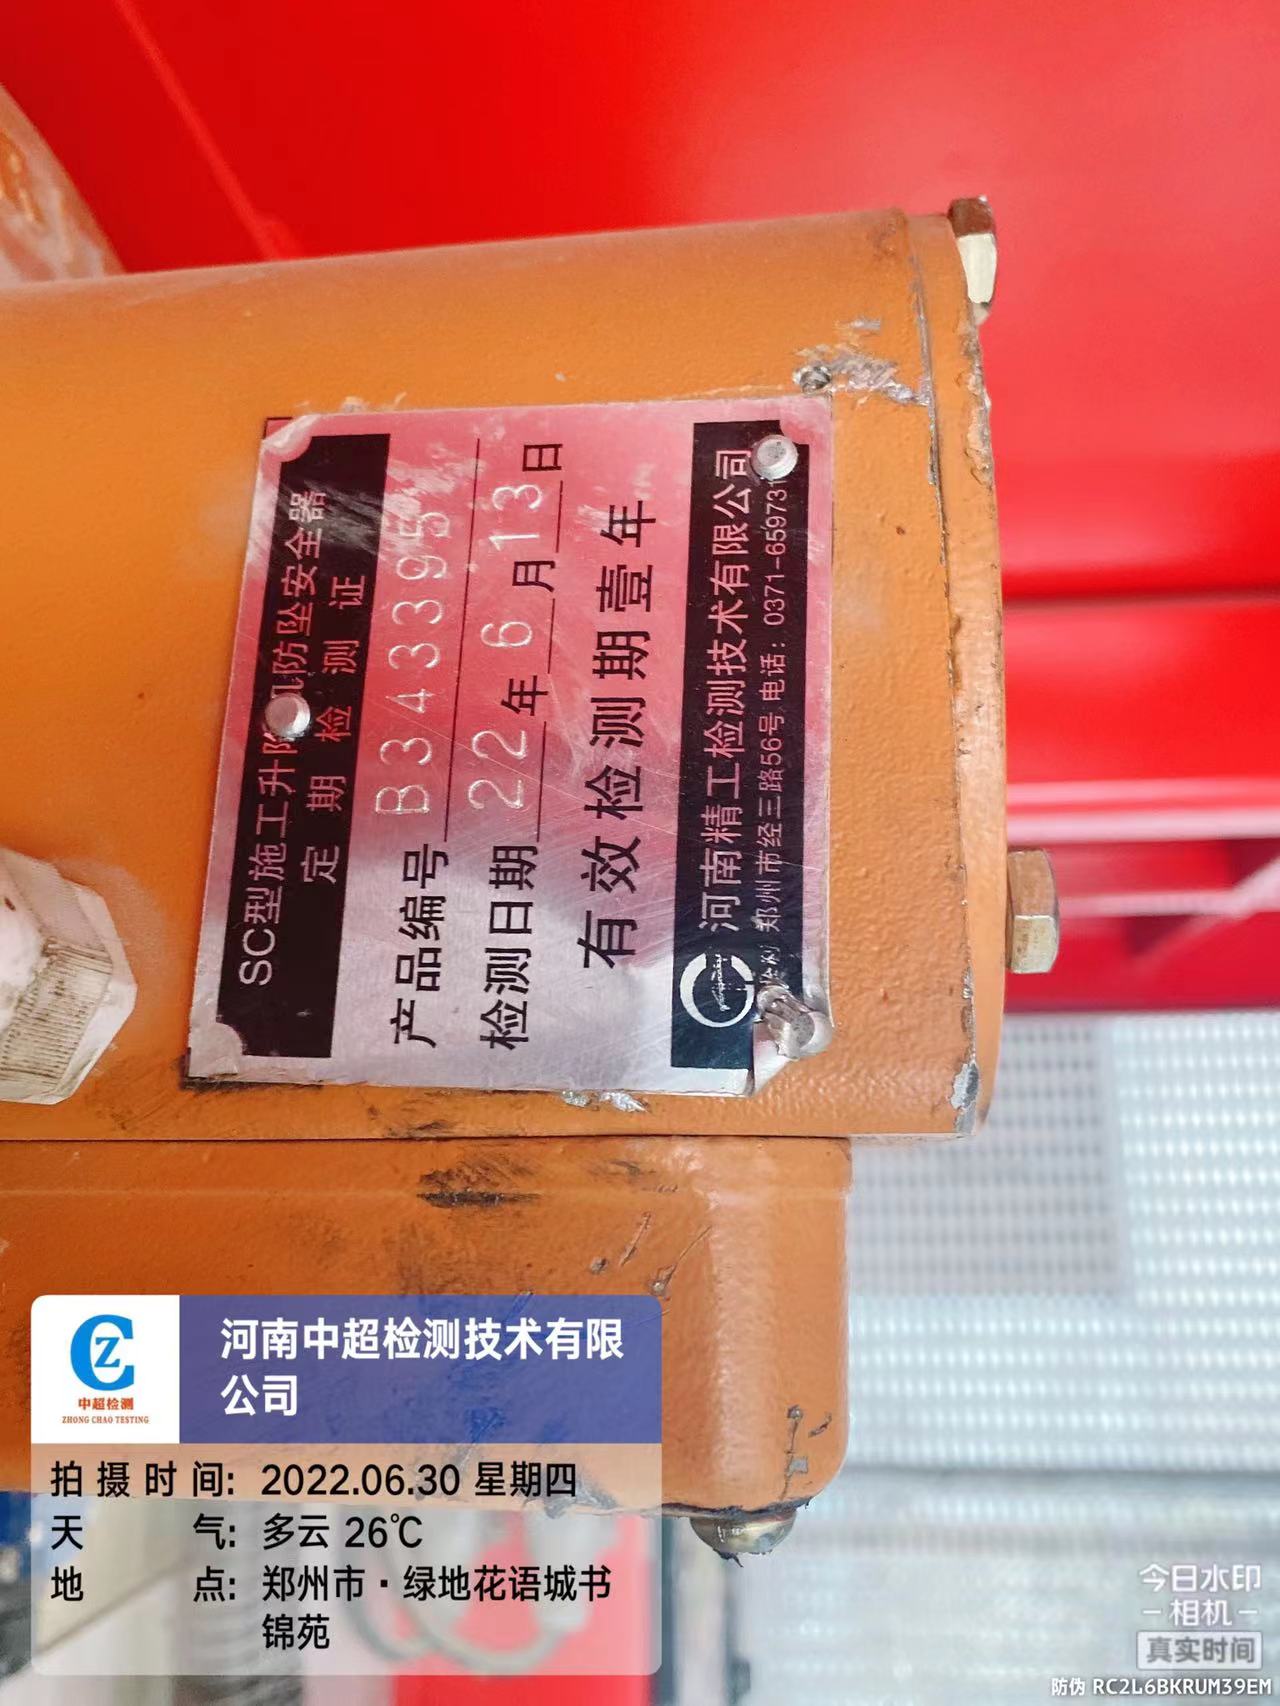 SC型施工升降机防坠安全器
定期检测证
产品编号 B3433395
检测日期 22年6月13日
有效检测期壹年
河南精工检测技术有限公司
郑州市经三路56号 电话：0371-65973
中超检测
ZHONG CHAO TESTING
河南中超检测技术有限
公司
拍摄时间: 2022.06.30 星期四
天气: 多云 26℃
地点: 郑州市·绿地花语城书
锦苑
今日水印
相机
真实时间
防伪 RC2L6BKRUM39EM